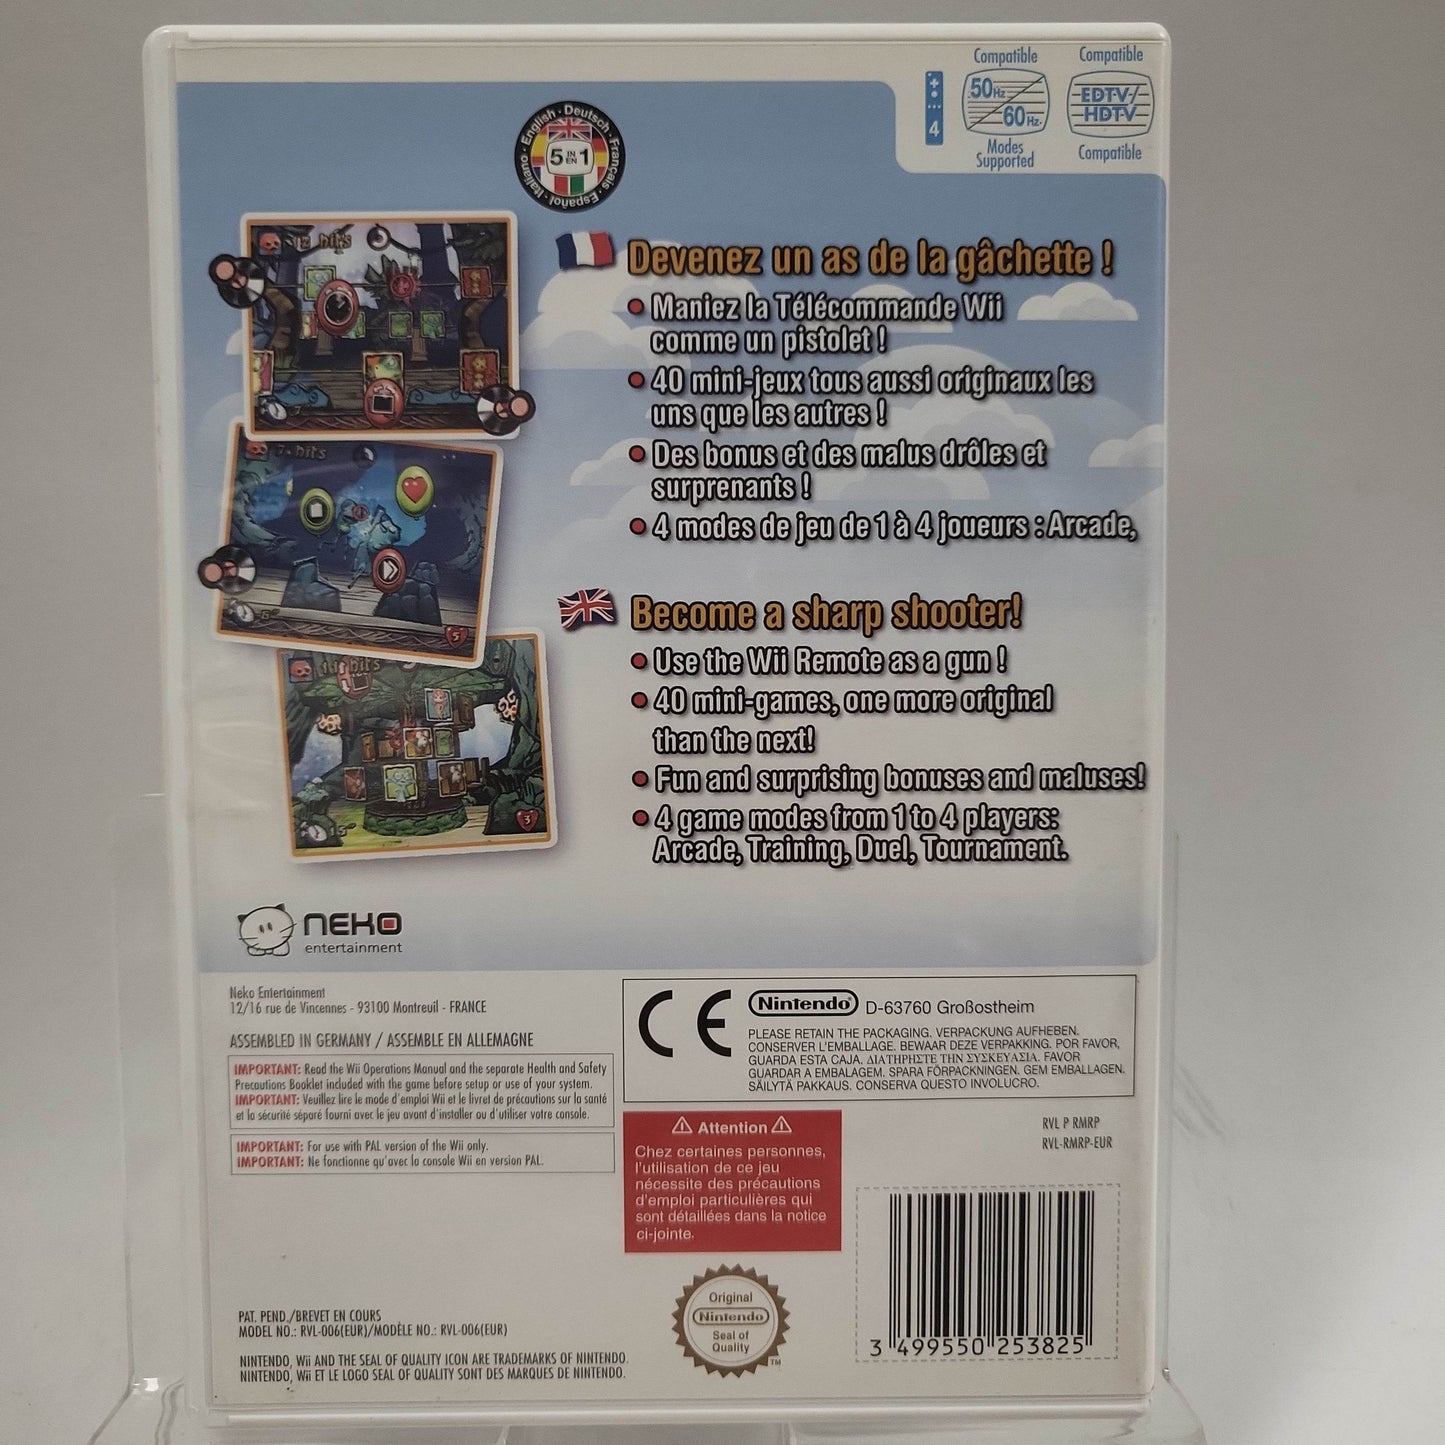 Compatible
50Hz
60Hz
Modes
Supported
Compatible
EDTV/
HDTV
Compatible
4
English · Deutsch · Français · Español · Italiano ·
5 IN EN 1
12 hits
7 hits
5
11 hits
3
Devenez un as de la gâchette !
• Maniez la Télécommande Wii
comme un pistolet !
• 40 mini-jeux tous aussi originaux les
uns que les autres !
• Des bonus et des malus drôles et
surprenants !
• 4 modes de jeu de 1 à 4 joueurs : Arcade,
Become a sharp shooter!
• Use the Wii Remote as a gun !
• 40 mini-games, one more original
than the next!
• Fun and surprising bonuses and maluses!
• 4 game modes from 1 to 4 players:
Arcade, Training, Duel, Tournament.
NEKO
entertainment
Neko Entertainment
12/16 rue de Vincennes - 93100 Montreuil - FRANCE
ASSEMBLED IN GERMANY / ASSEMBLE EN ALLEMAGNE
IMPORTANT: Read the Wii Operations Manual and the separate Health and Safety
Precautions Booklet included with the game before setup or use of your system.
IMPORTANT: Veuillez lire le mode d'emploi Wii et le livret de précautions sur la santé
et la sécurité séparé fourni avec le jeu avant d'installer ou d'utiliser votre console.
IMPORTANT: For use with PAL version of the Wii only.
IMPORTANT: Ne fonctionne qu'avec la console Wii en version PAL.
CE
Nintendo® D-63760 Großostheim
PLEASE RETAIN THE PACKAGING. VERPACKUNG AUFHEBEN.
CONSERVER L'EMBALLAGE. BEWAAR DEZE VERPAKKING. POR FAVOR,
GUARDA ESTA CAJA. ΔΙΑΤΗΡΗΣΤΕ ΤΗΝ ΣΥΣΚΕΥΑΣΙΑ. FAVOR
GUARDAR A EMBALAGEM. SPARA FÖRPACKNINGEN. GEM EMBALLAGEN.
SÄILYTÄ PAKKAUS. CONSERVA QUESTO INVOLUCRO.
⚠ Attention ⚠
Chez certaines personnes,
l'utilisation de ce jeu
nécessite des précautions
d'emploi particulières qui
sont détaillées dans la notice
ci-jointe.
RVL P RMRP
RVL-RMRP-EUR
Original
Nintendo
Seal of
Quality
TM
3 499550 253825
PAT. PEND./BREVET EN COURS
MODEL NO.: RVL-006(EUR)/MODÈLE NO.: RVL-006(EUR)
NINTENDO, Wii AND THE SEAL OF QUALITY ICON ARE TRADEMARKS OF NINTENDO.
NINTENDO, Wii ET LE LOGO SEAL OF QUALITY SONT DES MARQUES DE NINTENDO.